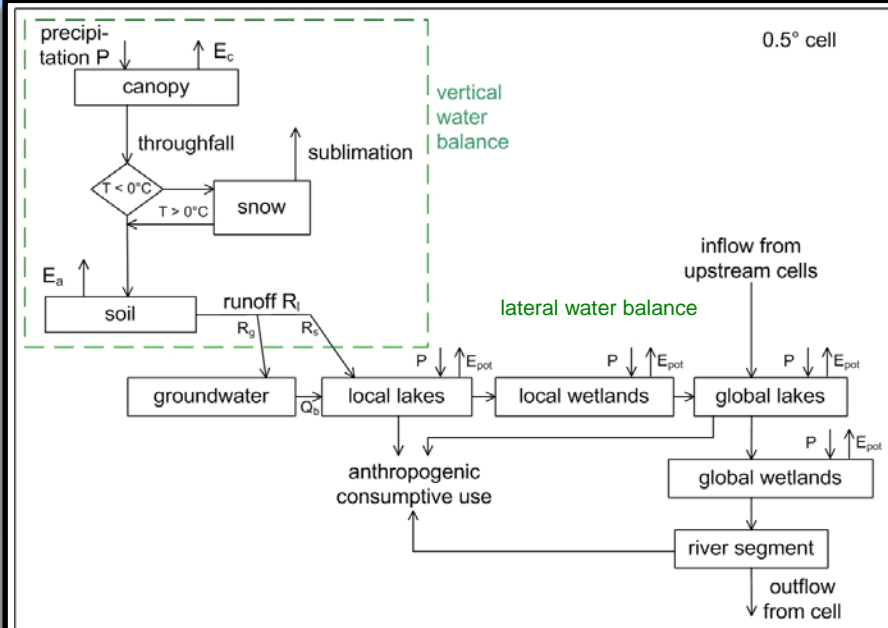 precipi-
tation P
E_c
0.5° cell
canopy
vertical
water
balance
throughfall
sublimation
T < 0°C
snow
T > 0°C
inflow from
upstream cells
E_a
soil
runoff R_l
lateral water balance
R_g
R_s
P
E_pot
P
E_pot
P
E_pot
groundwater
Q_b
local lakes
local wetlands
global lakes
P
E_pot
anthropogenic
consumptive use
global wetlands
river segment
outflow
from cell